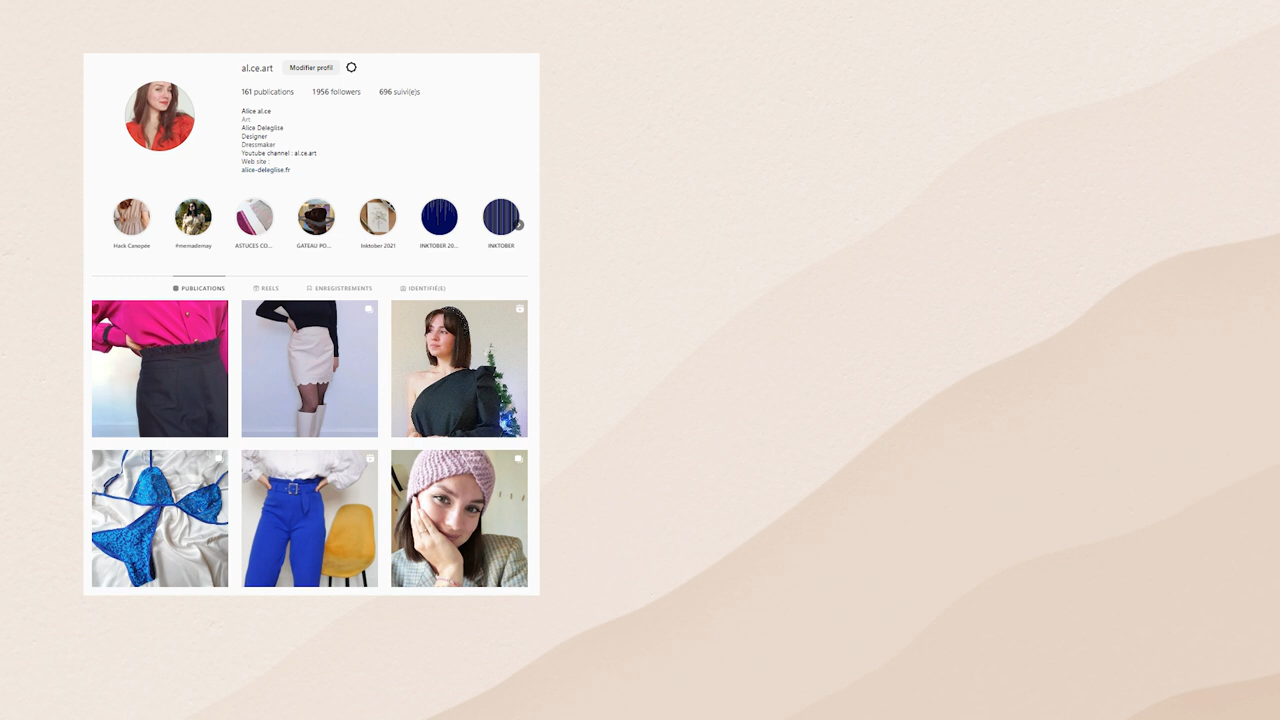 al.ce.art Modifier profil
161 publications 1956 followers 696 suivi(e)s
Alice al.ce
Art
Alice Deleglise
Designer
Dressmaker
Youtube channel : al.ce.art
Web site :
alice-deleglise.fr
Hack Canopée #memademay ASTUCES CO... GATEAU PO... Inktober 2021 INKTOBER 20... INKTOBER
PUBLICATIONS REELS ENREGISTREMENTS IDENTIFIÉ(E)